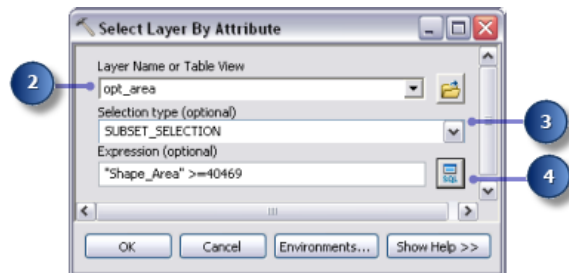 Select Layer By Attribute
Layer Name or Table View
2
opt_area
Selection type (optional)
3
SUBSET_SELECTION
Expression (optional)
"Shape_Area" >=40469
SQL
4
OK Cancel Environments... Show Help >>